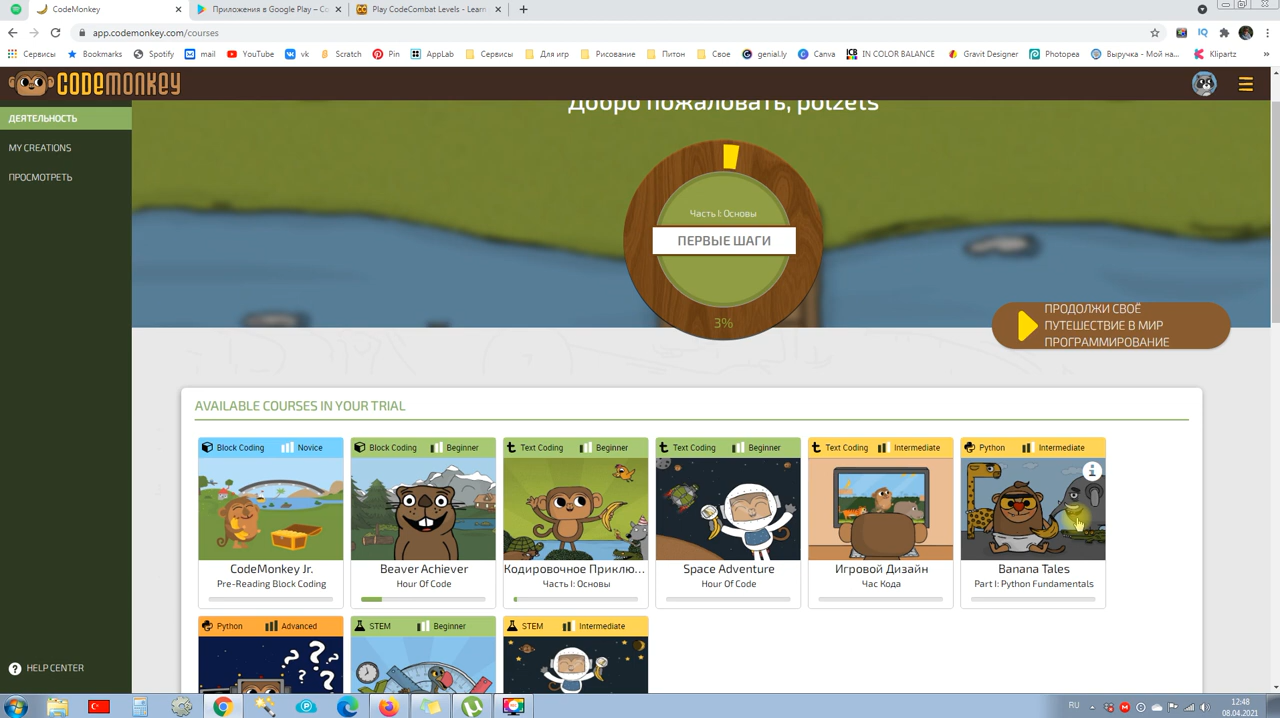 CodeMonkey
Приложения в Google Play – Co
Play CodeCombat Levels - Learn
app.codemonkey.com/courses
Сервисы
Bookmarks
Spotify
mail
YouTube
vk
Scratch
Pin
AppLab
Сервисы
Для игр
Рисование
Питон
Свое
genial.ly
Canva
IN COLOR BALANCE
Gravit Designer
Photopea
Выручка - Мой на...
Klipartz
CODEMONKEY
Добро пожаловать, polzets
ДЕЯТЕЛЬНОСТЬ
MY CREATIONS
ПРОСМОТРЕТЬ
Часть I: Основы
ПЕРВЫЕ ШАГИ
3%
ПРОДОЛЖИ СВОЁ
ПУТЕШЕСТВИЕ В МИР
ПРОГРАММИРОВАНИЕ
AVAILABLE COURSES IN YOUR TRIAL
Block Coding Novice
CodeMonkey Jr.
Pre-Reading Block Coding
Block Coding Beginner
Beaver Achiever
Hour Of Code
Text Coding Beginner
Кодировочное Приклю...
Часть I: Основы
Text Coding Beginner
Space Adventure
Hour Of Code
Text Coding Intermediate
Игровой Дизайн
Час Кода
Python Intermediate
Banana Tales
Part I: Python Fundamentals
Python Advanced
STEM Beginner
STEM Intermediate
HELP CENTER
RU
12:48
08.04.2021